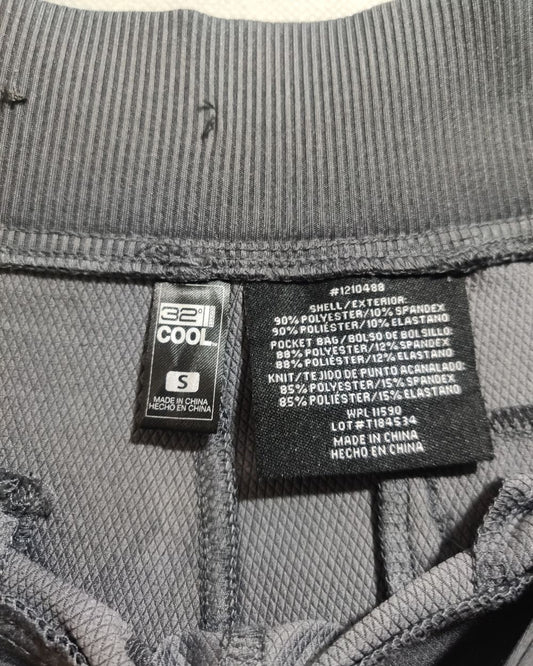 32°
COOL™
S
MADE IN CHINA
HECHO EN CHINA
#1210488
SHELL/EXTERIOR:
90% POLYESTER/10% SPANDEX
90% POLIÉSTER/10% ELASTANO
POCKET BAG/BOLSO DE BOLSILLO:
88% POLYESTER/12% SPANDEX
88% POLIÉSTER/12% ELASTANO
KNIT/TEJIDO DE PUNTO ACANALADO:
85% POLYESTER/15% SPANDEX
85% POLIÉSTER/15% ELASTANO
WPL 11590
LOT#T184534
MADE IN CHINA
HECHO EN CHINA